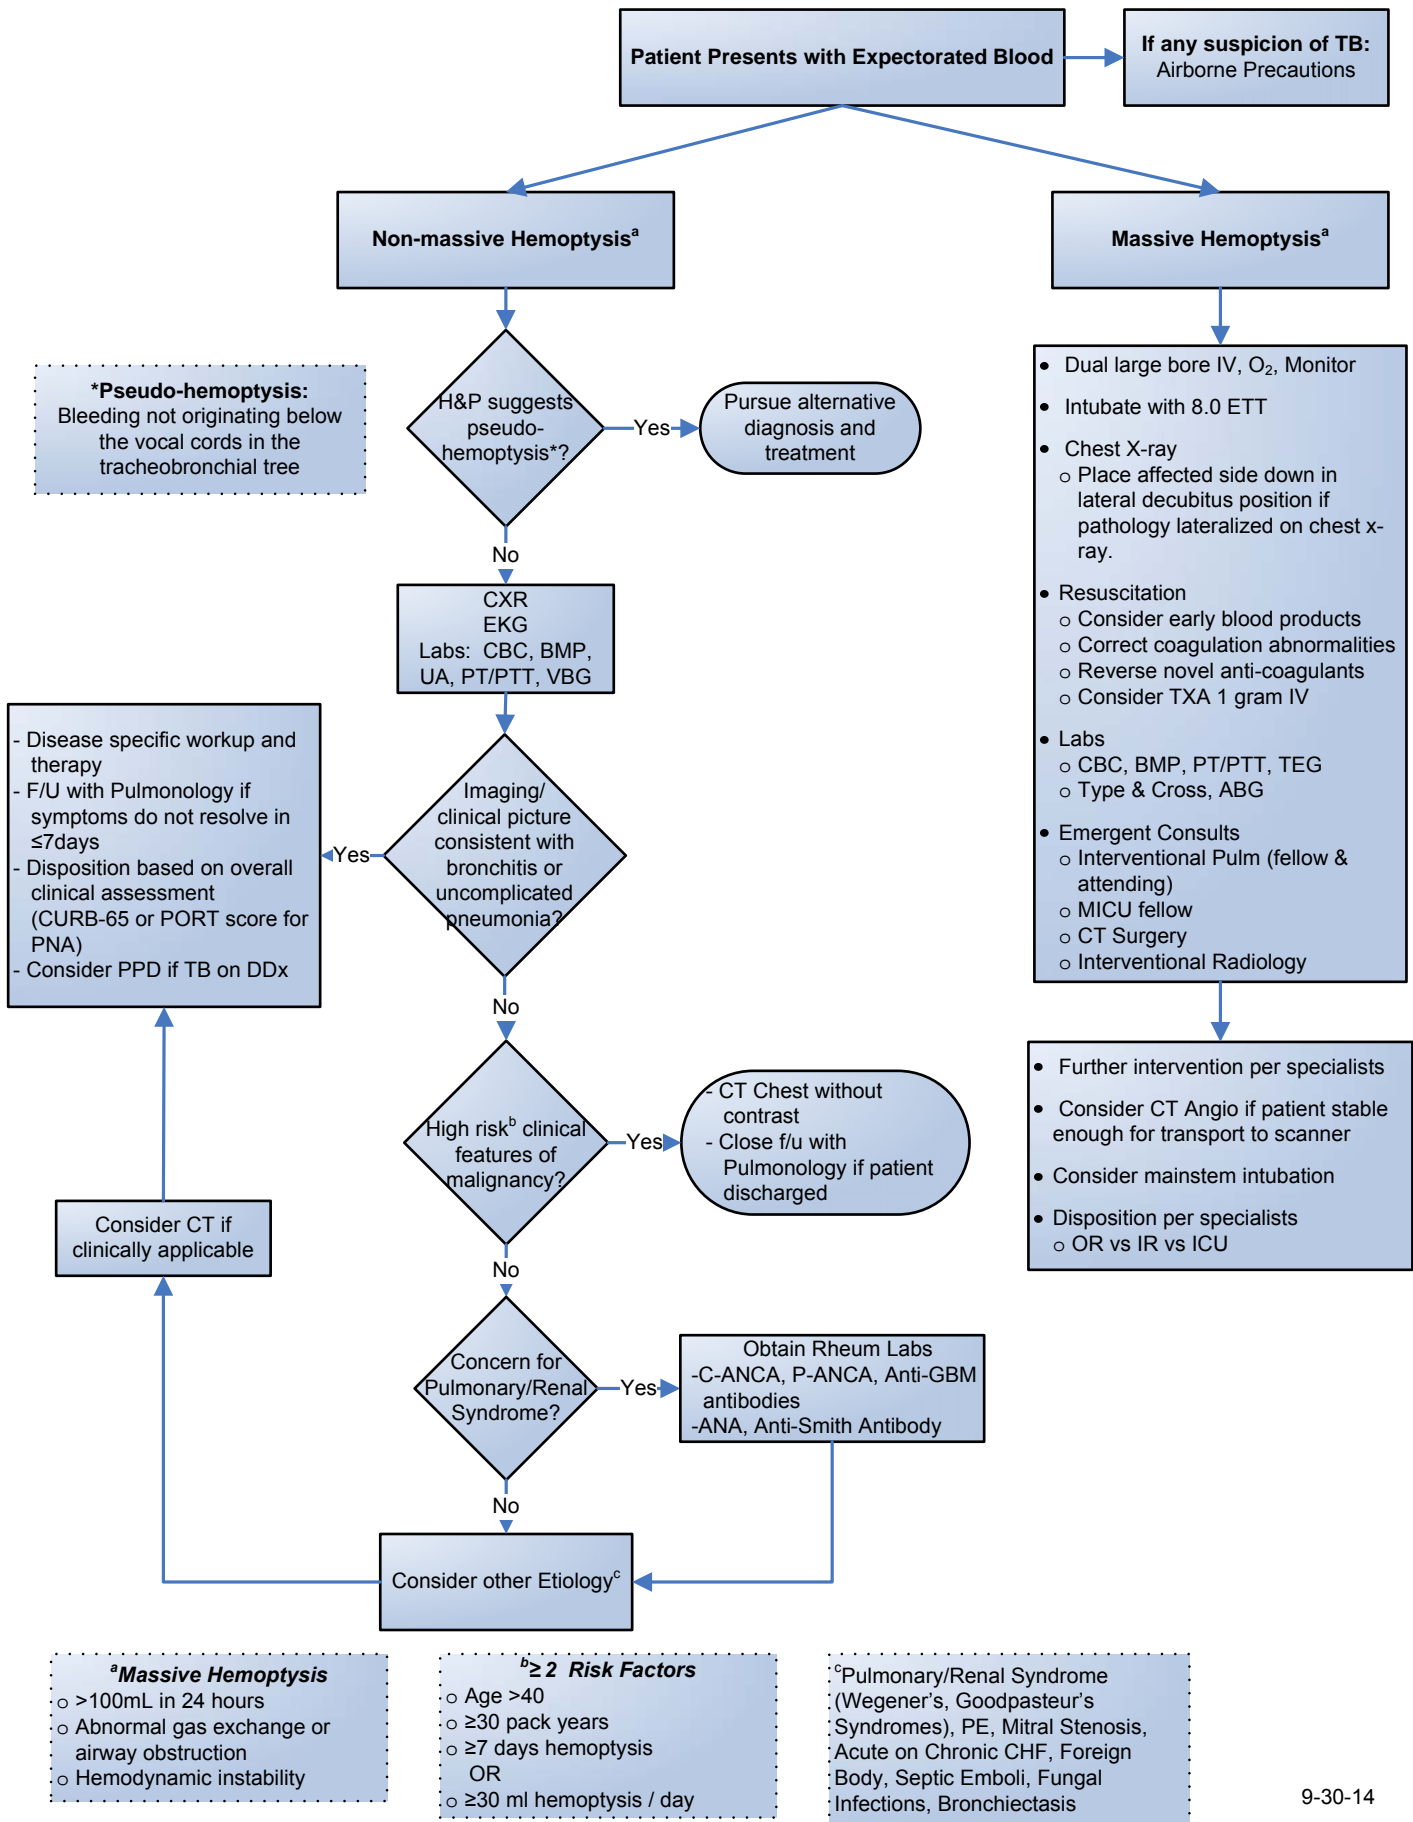 Patient Presents with Expectorated Blood
If any suspicion of TB:
Airborne Precautions
Non-massive Hemoptysisᵃ
Massive Hemoptysisᵃ
*Pseudo-hemoptysis:
Bleeding not originating below
the vocal cords in the
tracheobronchial tree
H&P suggests
pseudo-
hemoptysis*?
Yes
Pursue alternative
diagnosis and
treatment
No
CXR
EKG
Labs: CBC, BMP,
UA, PT/PTT, VBG
Imaging/
clinical picture
consistent with
bronchitis or
uncomplicated
pneumonia?
Yes
- Disease specific workup and
therapy
- F/U with Pulmonology if
symptoms do not resolve in
≤7days
- Disposition based on overall
clinical assessment
(CURB-65 or PORT score for
PNA)
- Consider PPD if TB on DDx
No
High riskᵇ clinical
features of
malignancy?
Yes
- CT Chest without
contrast
- Close f/u with
Pulmonology if patient
discharged
No
Consider CT if
clinically applicable
Concern for
Pulmonary/Renal
Syndrome?
Yes
Obtain Rheum Labs
-C-ANCA, P-ANCA, Anti-GBM
antibodies
-ANA, Anti-Smith Antibody
No
Consider other Etiologyᶜ
• Dual large bore IV, O₂, Monitor
• Intubate with 8.0 ETT
• Chest X-ray
o Place affected side down in
lateral decubitus position if
pathology lateralized on chest x-
ray.
• Resuscitation
o Consider early blood products
o Correct coagulation abnormalities
o Reverse novel anti-coagulants
o Consider TXA 1 gram IV
• Labs
o CBC, BMP, PT/PTT, TEG
o Type & Cross, ABG
• Emergent Consults
o Interventional Pulm (fellow &
attending)
o MICU fellow
o CT Surgery
o Interventional Radiology
• Further intervention per specialists
• Consider CT Angio if patient stable
enough for transport to scanner
• Consider mainstem intubation
• Disposition per specialists
o OR vs IR vs ICU
ᵃMassive Hemoptysis
o >100mL in 24 hours
o Abnormal gas exchange or
airway obstruction
o Hemodynamic instability
ᵇ≥ 2 Risk Factors
o Age >40
o ≥30 pack years
o ≥7 days hemoptysis
OR
o ≥30 ml hemoptysis / day
ᶜPulmonary/Renal Syndrome
(Wegener's, Goodpasteur's
Syndromes), PE, Mitral Stenosis,
Acute on Chronic CHF, Foreign
Body, Septic Emboli, Fungal
Infections, Bronchiectasis
9-30-14